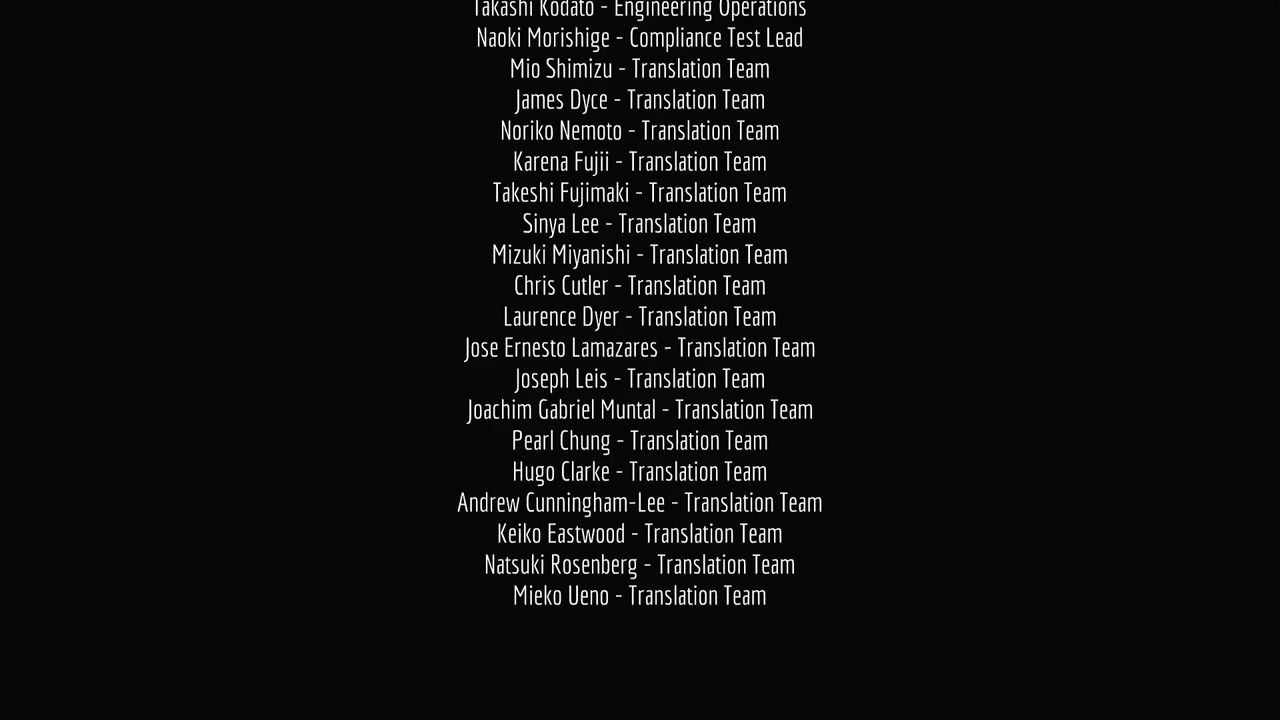 Takashi Kodato - Engineering Operations
Naoki Morishige - Compliance Test Lead
Mio Shimizu - Translation Team
James Dyce - Translation Team
Noriko Nemoto - Translation Team
Karena Fujii - Translation Team
Takeshi Fujimaki - Translation Team
Sinya Lee - Translation Team
Mizuki Miyanishi - Translation Team
Chris Cutler - Translation Team
Laurence Dyer - Translation Team
Jose Ernesto Lamazares - Translation Team
Joseph Leis - Translation Team
Joachim Gabriel Muntal - Translation Team
Pearl Chung - Translation Team
Hugo Clarke - Translation Team
Andrew Cunningham-Lee - Translation Team
Keiko Eastwood - Translation Team
Natsuki Rosenberg - Translation Team
Mieko Ueno - Translation Team